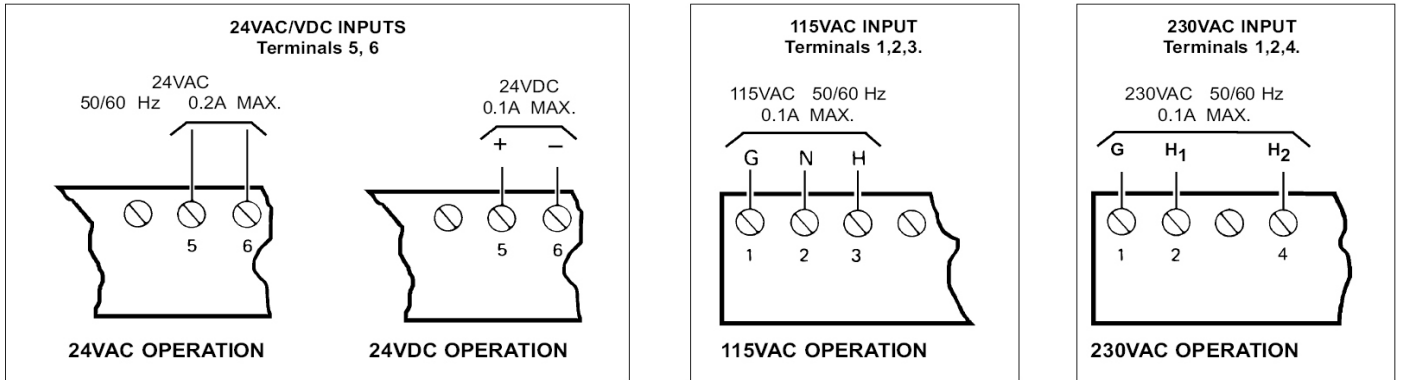 24VAC/VDC INPUTS
Terminals 5, 6
24VAC
50/60 Hz 0.2A MAX.
5 6
24VAC OPERATION
24VDC
0.1A MAX.
+ –
5 6
24VDC OPERATION
115VAC INPUT
Terminals 1,2,3.
115VAC 50/60 Hz
0.1A MAX.
G N H
1 2 3
115VAC OPERATION
230VAC INPUT
Terminals 1,2,4.
230VAC 50/60 Hz
0.1A MAX.
G H1 H2
1 2 4
230VAC OPERATION